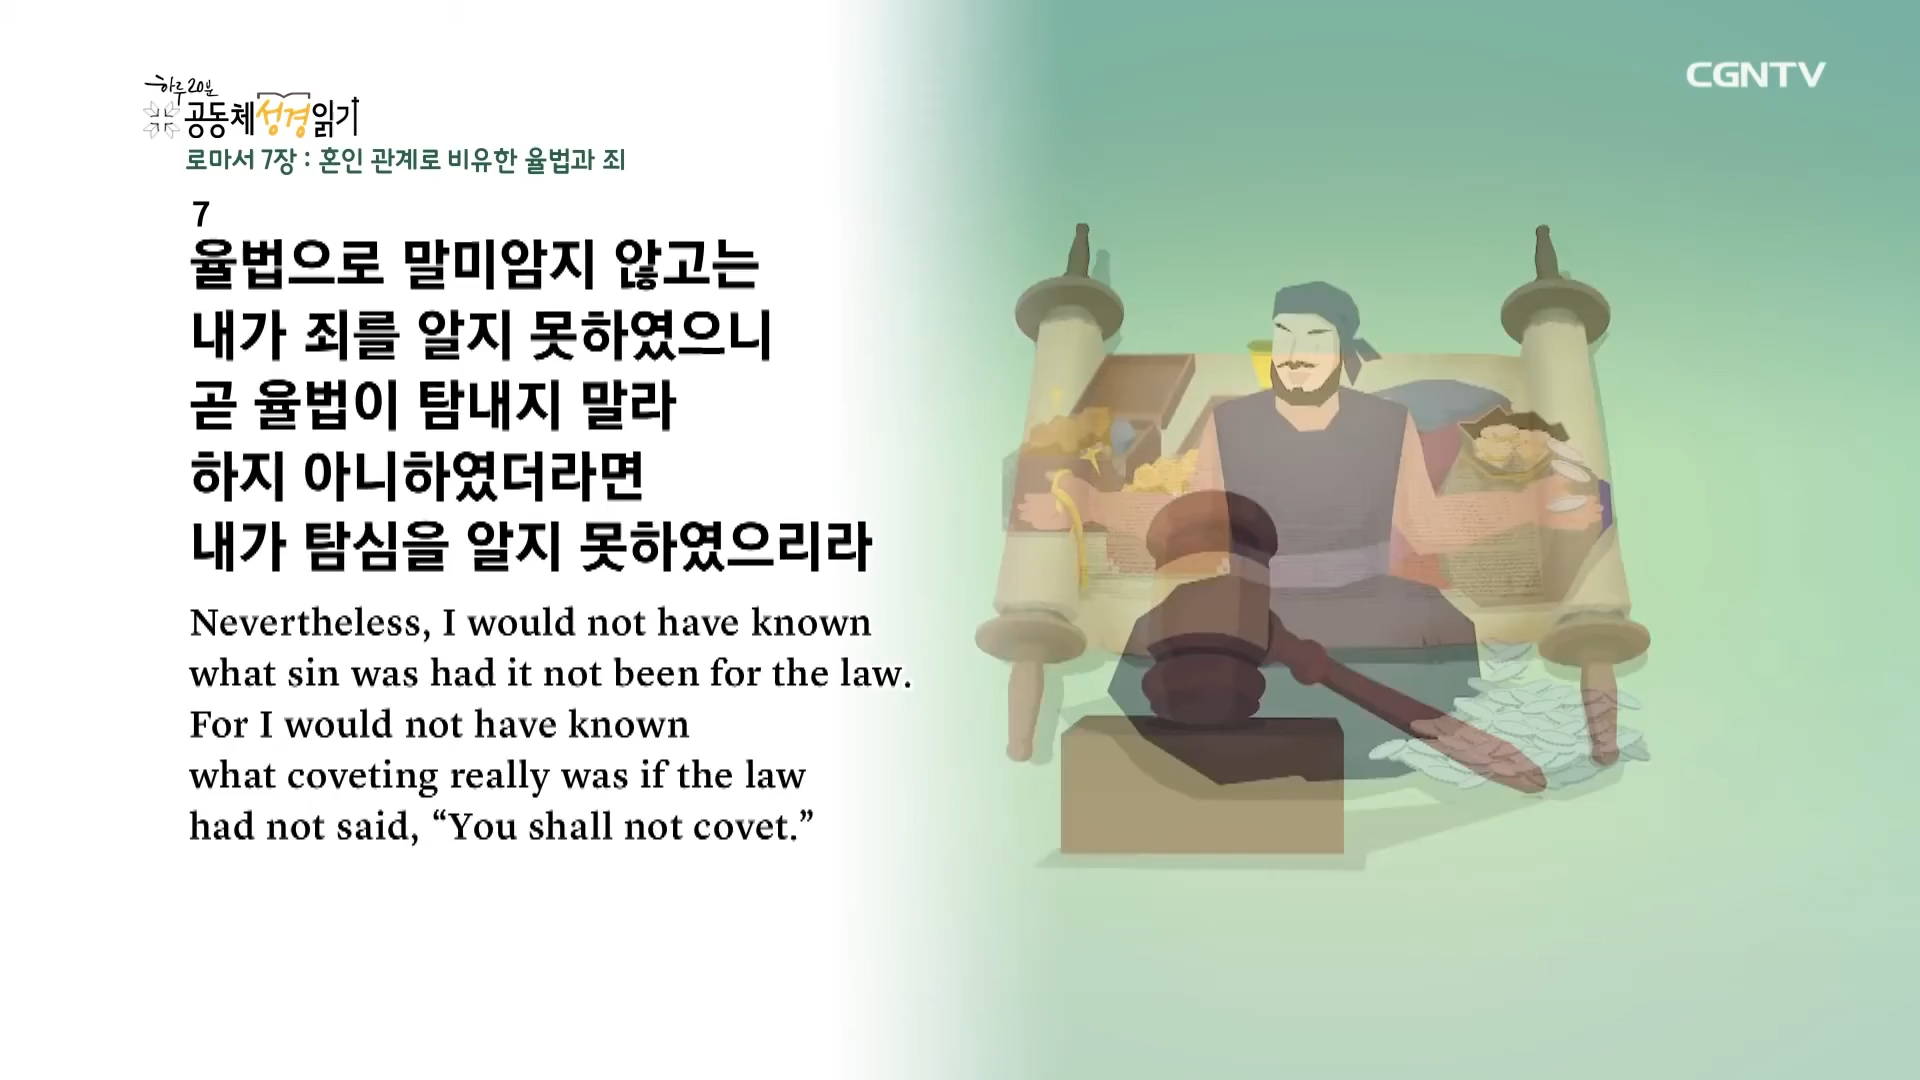 하루 20분
공동체성경읽기
CGNTV
로마서 7장 : 혼인 관계로 비유한 율법과 죄
7
율법으로 말미암지 않고는
내가 죄를 알지 못하였으니
곧 율법이 탐내지 말라
하지 아니하였더라면
내가 탐심을 알지 못하였으리라
Nevertheless, I would not have known
what sin was had it not been for the law.
For I would not have known
what coveting really was if the law
had not said, “You shall not covet.”